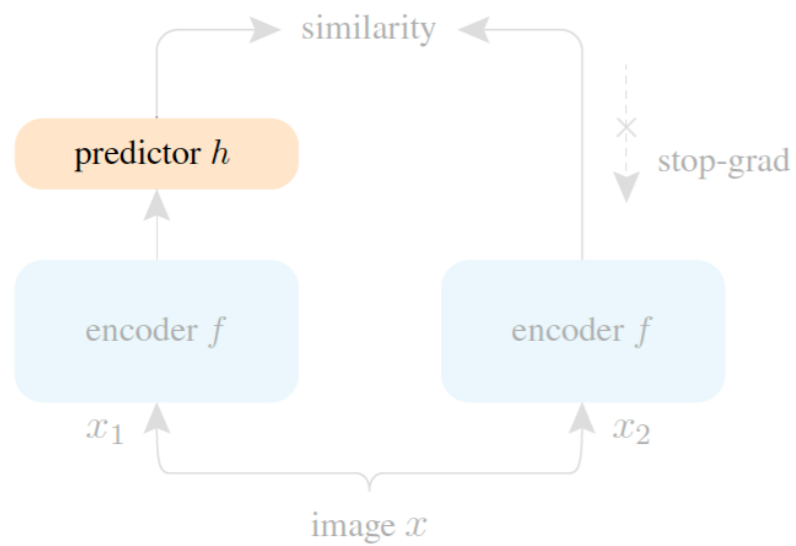 similarity
predictor h
stop-grad
encoder f
encoder f
x₁
x₂
image x